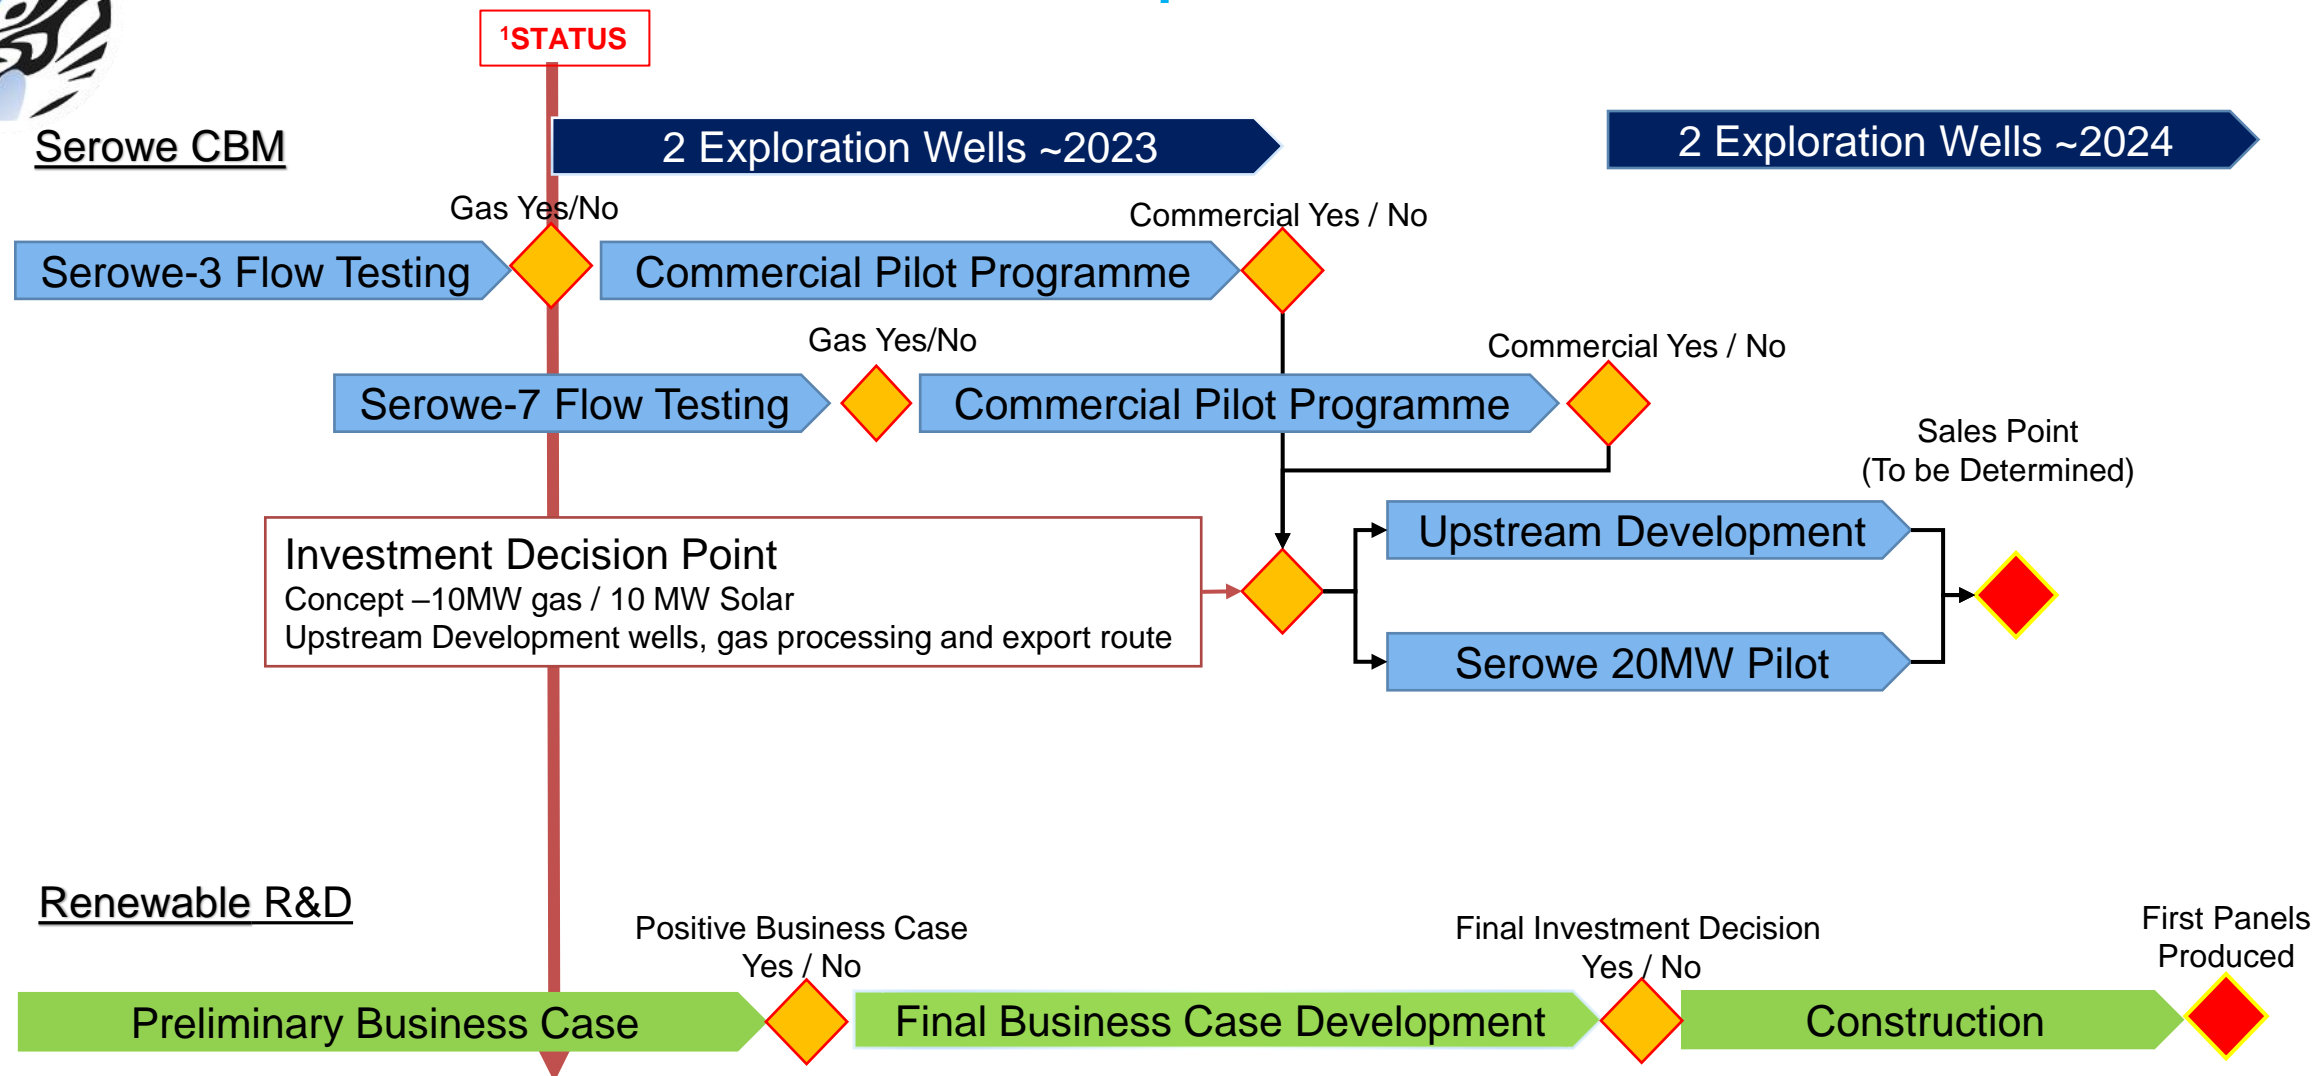 ¹STATUS
Serowe CBM
2 Exploration Wells ~2023
2 Exploration Wells ~2024
Gas Yes/No
Commercial Yes / No
Serowe-3 Flow Testing
Commercial Pilot Programme
Gas Yes/No
Commercial Yes / No
Serowe-7 Flow Testing
Commercial Pilot Programme
Sales Point
(To be Determined)
Investment Decision Point
Concept –10MW gas / 10 MW Solar
Upstream Development wells, gas processing and export route
Upstream Development
Serowe 20MW Pilot
Renewable R&D
Positive Business Case
Yes / No
Final Investment Decision
Yes / No
First Panels
Produced
Preliminary Business Case
Final Business Case Development
Construction